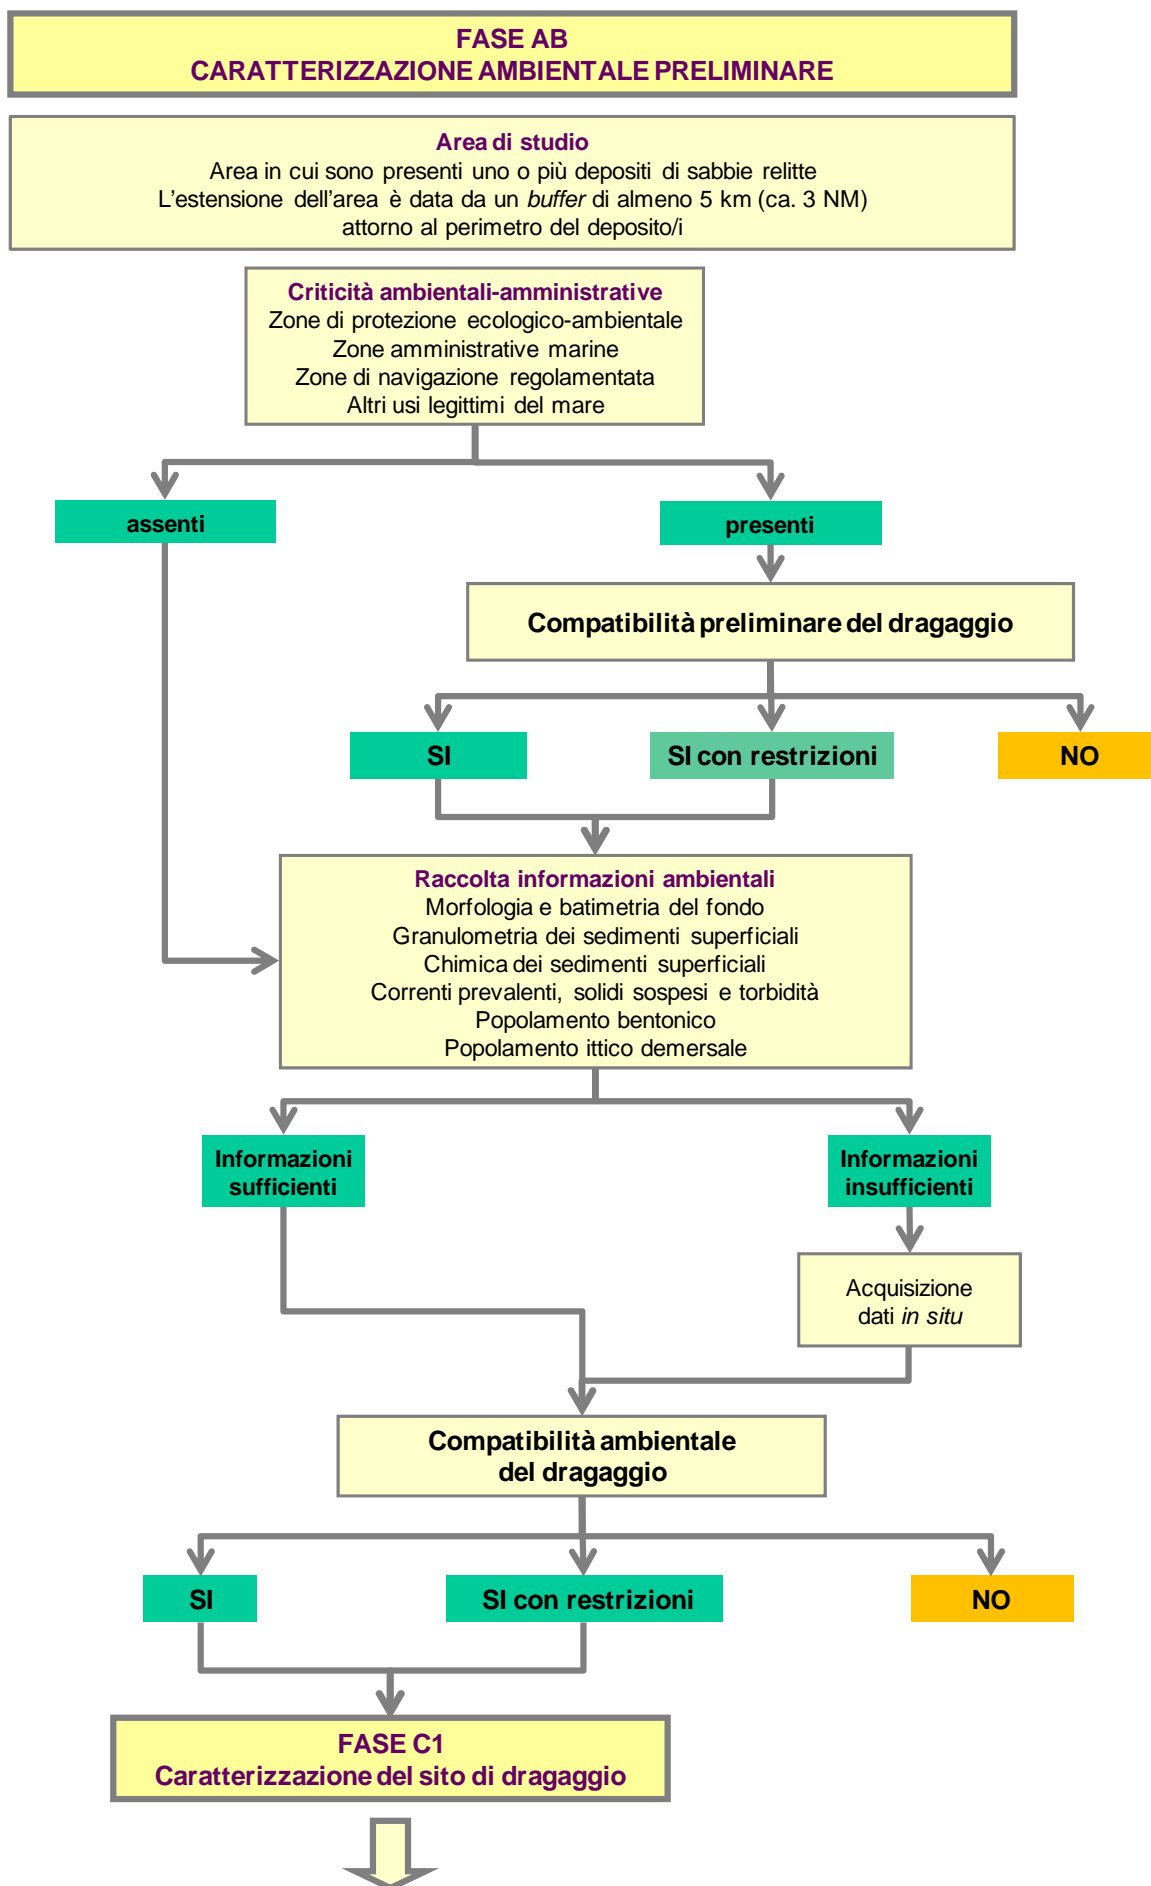 FASE AB
CARATTERIZZAZIONE AMBIENTALE PRELIMINARE
Area di studio
Area in cui sono presenti uno o più depositi di sabbie relitte
L'estensione dell'area è data da un buffer di almeno 5 km (ca. 3 NM)
attorno al perimetro del deposito/i
Criticità ambientali-amministrative
Zone di protezione ecologico-ambientale
Zone amministrative marine
Zone di navigazione regolamentata
Altri usi legittimi del mare
assenti
presenti
Compatibilità preliminare del dragaggio
SI
SI con restrizioni
NO
Raccolta informazioni ambientali
Morfologia e batimetria del fondo
Granulometria dei sedimenti superficiali
Chimica dei sedimenti superficiali
Correnti prevalenti, solidi sospesi e torbidità
Popolamento bentonico
Popolamento ittico demersale
Informazioni
sufficienti
Informazioni
insufficienti
Acquisizione
dati in situ
Compatibilità ambientale
del dragaggio
SI
SI con restrizioni
NO
FASE C1
Caratterizzazione del sito di dragaggio